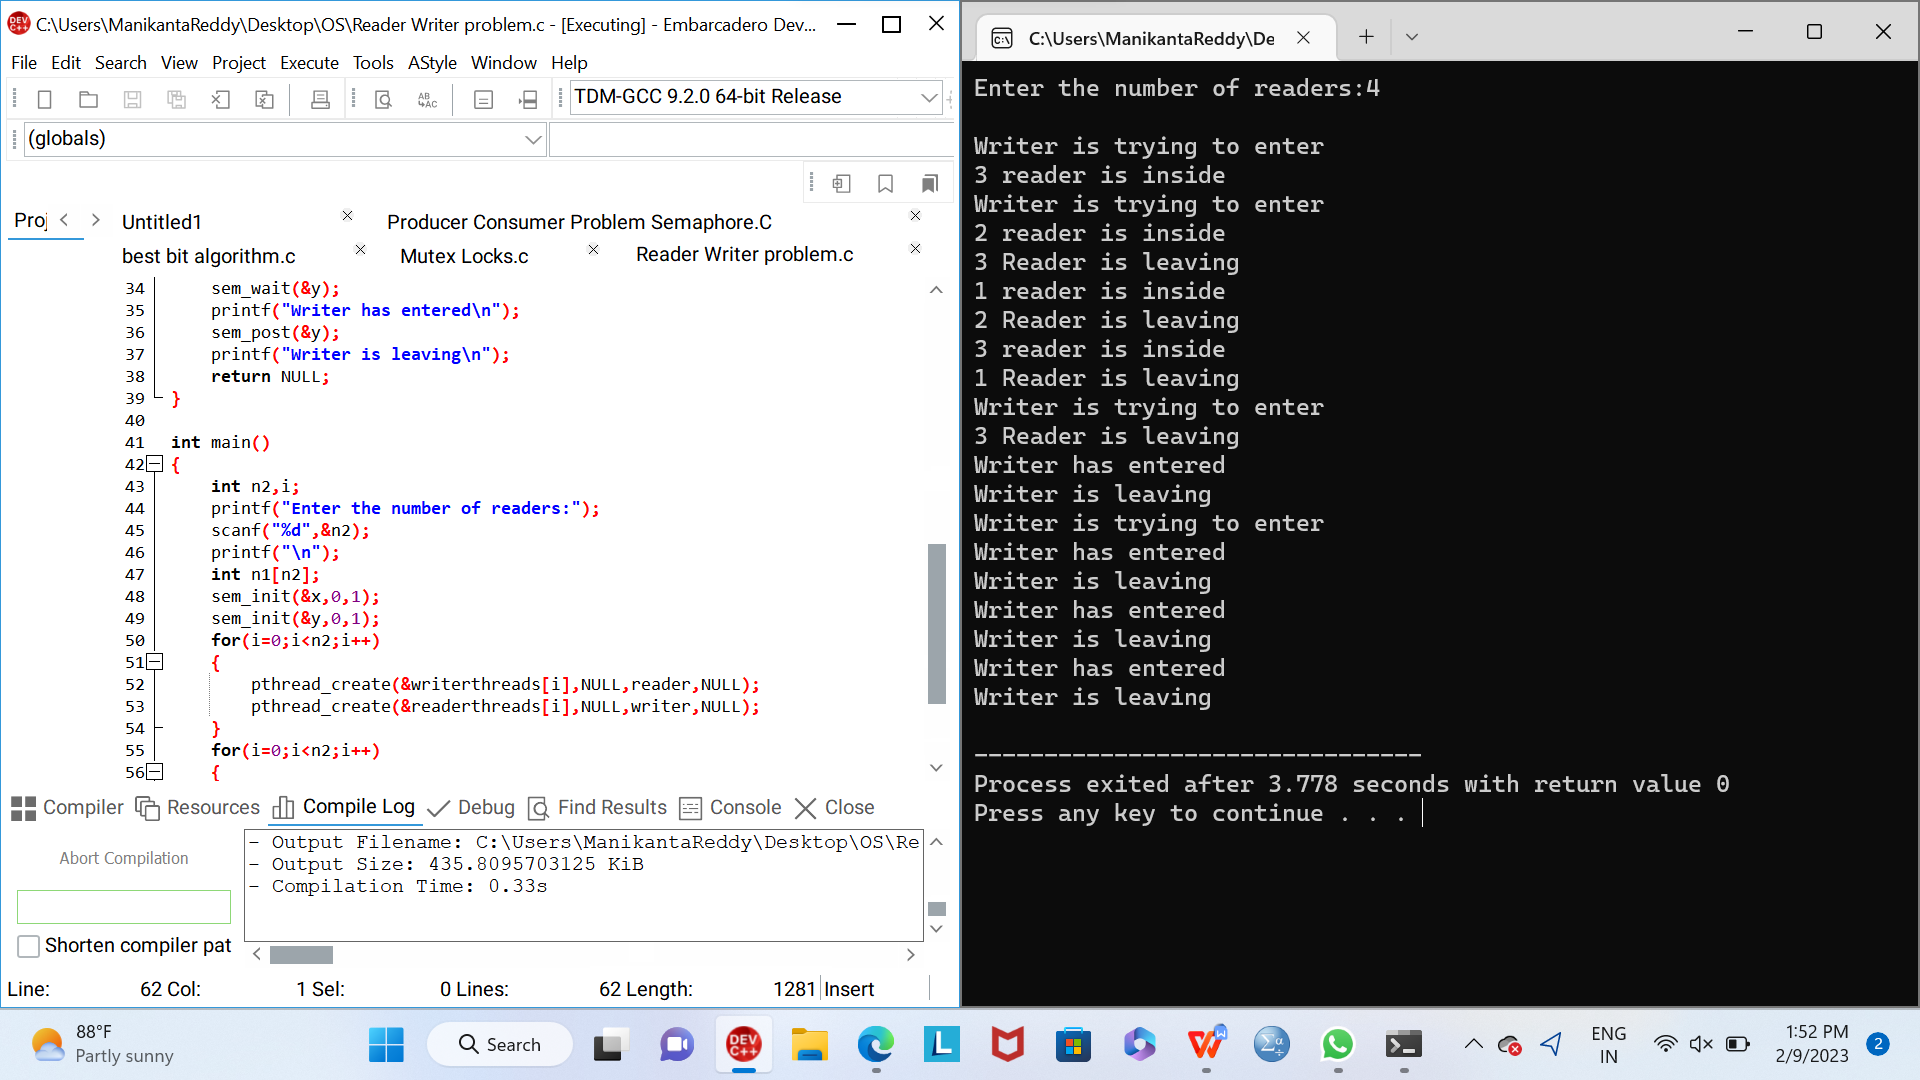 C:\Users\ManikantaReddy\Desktop\OS\Reader Writer problem.c - [Executing] - Embarcadero Dev...
File Edit Search View Project Execute Tools AStyle Window Help
TDM-GCC 9.2.0 64-bit Release
(globals)
Proj
Untitled1
Producer Consumer Problem Semaphore.C
best bit algorithm.c
Mutex Locks.c
Reader Writer problem.c
34 sem_wait(&y);
35 printf("Writer has entered\n");
36 sem_post(&y);
37 printf("Writer is leaving\n");
38 return NULL;
39 }
40
41 int main()
42 {
43 int n2,i;
44 printf("Enter the number of readers:");
45 scanf("%d",&n2);
46 printf("\n");
47 int n1[n2];
48 sem_init(&x,0,1);
49 sem_init(&y,0,1);
50 for(i=0;i<n2;i++)
51 {
52 pthread_create(&writerthreads[i],NULL,reader,NULL);
53 pthread_create(&readerthreads[i],NULL,writer,NULL);
54 }
55 for(i=0;i<n2;i++)
56 {
Compiler Resources Compile Log Debug Find Results Console Close
Abort Compilation
Shorten compiler pat
- Output Filename: C:\Users\ManikantaReddy\Desktop\OS\Re
- Output Size: 435.8095703125 KiB
- Compilation Time: 0.33s
Line: 62 Col: 1 Sel: 0 Lines: 62 Length: 1281 Insert
C:\Users\ManikantaReddy\De
Enter the number of readers:4

Writer is trying to enter
3 reader is inside
Writer is trying to enter
2 reader is inside
3 Reader is leaving
1 reader is inside
2 Reader is leaving
3 reader is inside
1 Reader is leaving
Writer is trying to enter
3 Reader is leaving
Writer has entered
Writer is leaving
Writer is trying to enter
Writer has entered
Writer is leaving
Writer has entered
Writer is leaving
Writer has entered
Writer is leaving

--------------------------------
Process exited after 3.778 seconds with return value 0
Press any key to continue . . .
88°F
Partly sunny
Search
DEV C++
L
W
Σα
ENG
IN
1:52 PM
2/9/2023
2